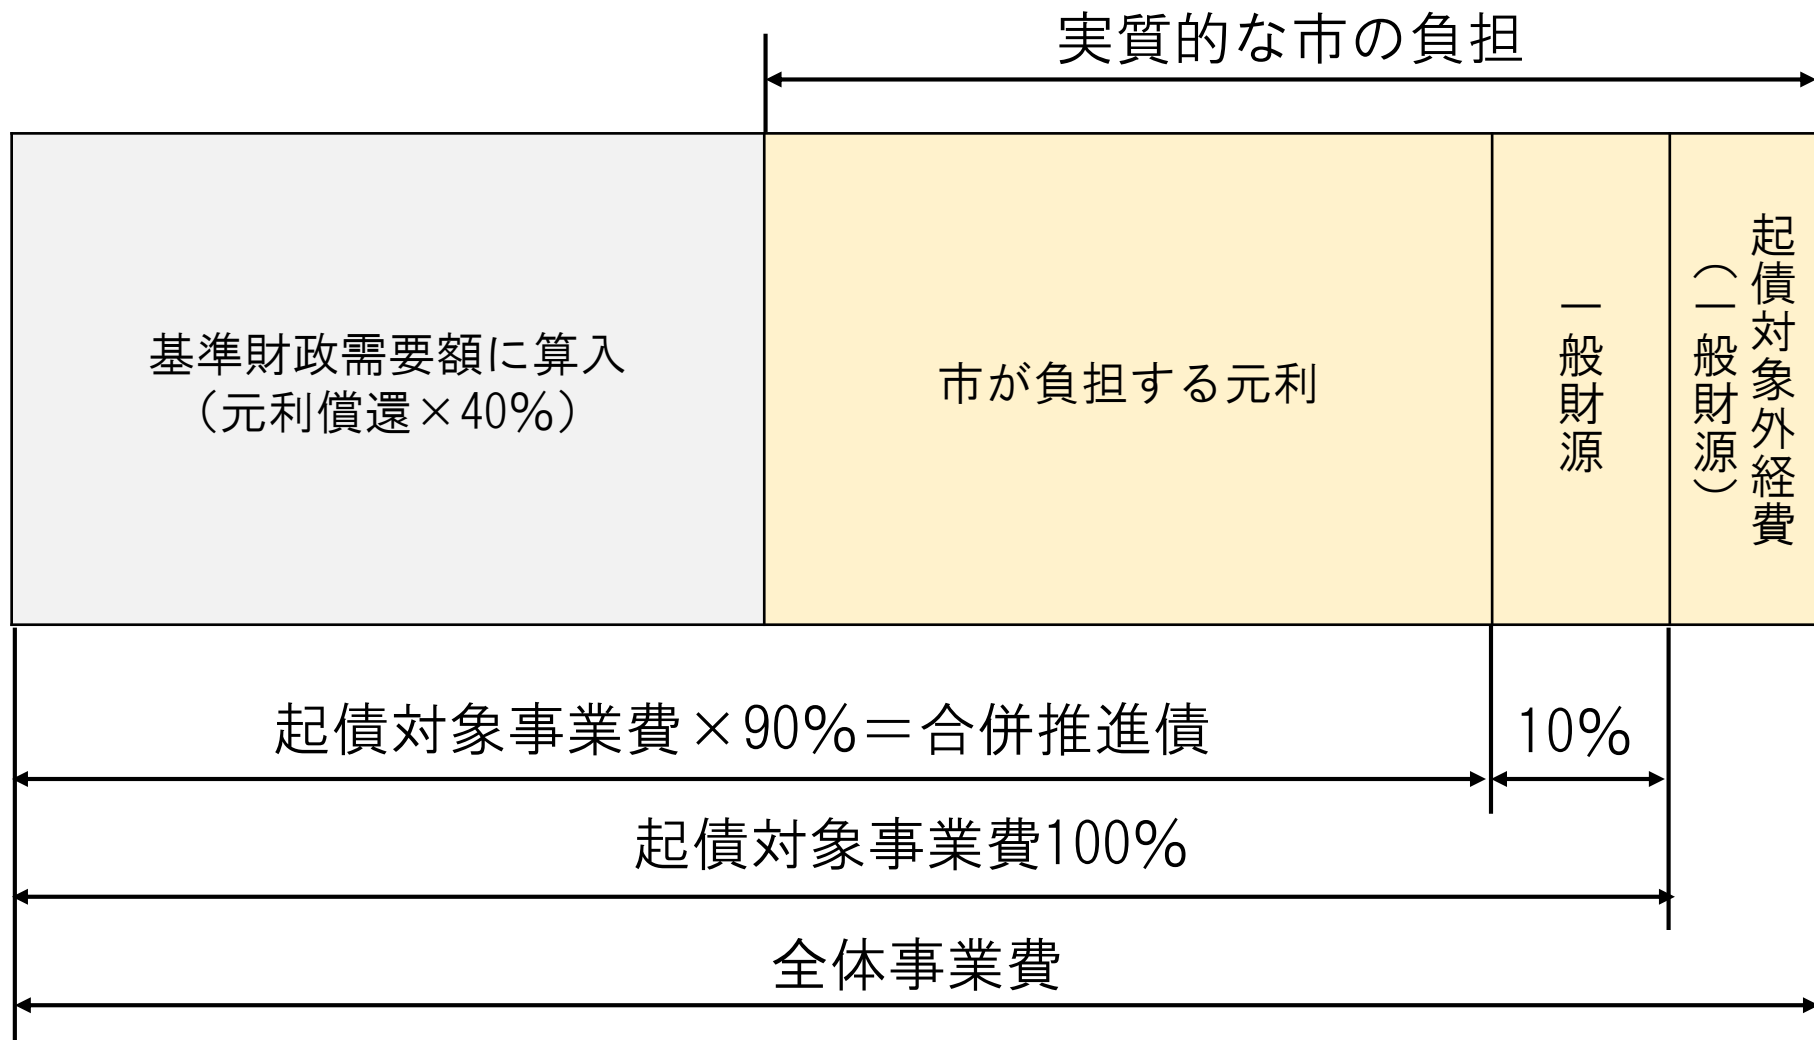 実質的な市の負担
基準財政需要額に算入
（元利償還×40％）
市が負担する元利
一般財源
起債対象外経費
（一般財源）
起債対象事業費×90％＝合併推進債
10％
起債対象事業費100％
全体事業費